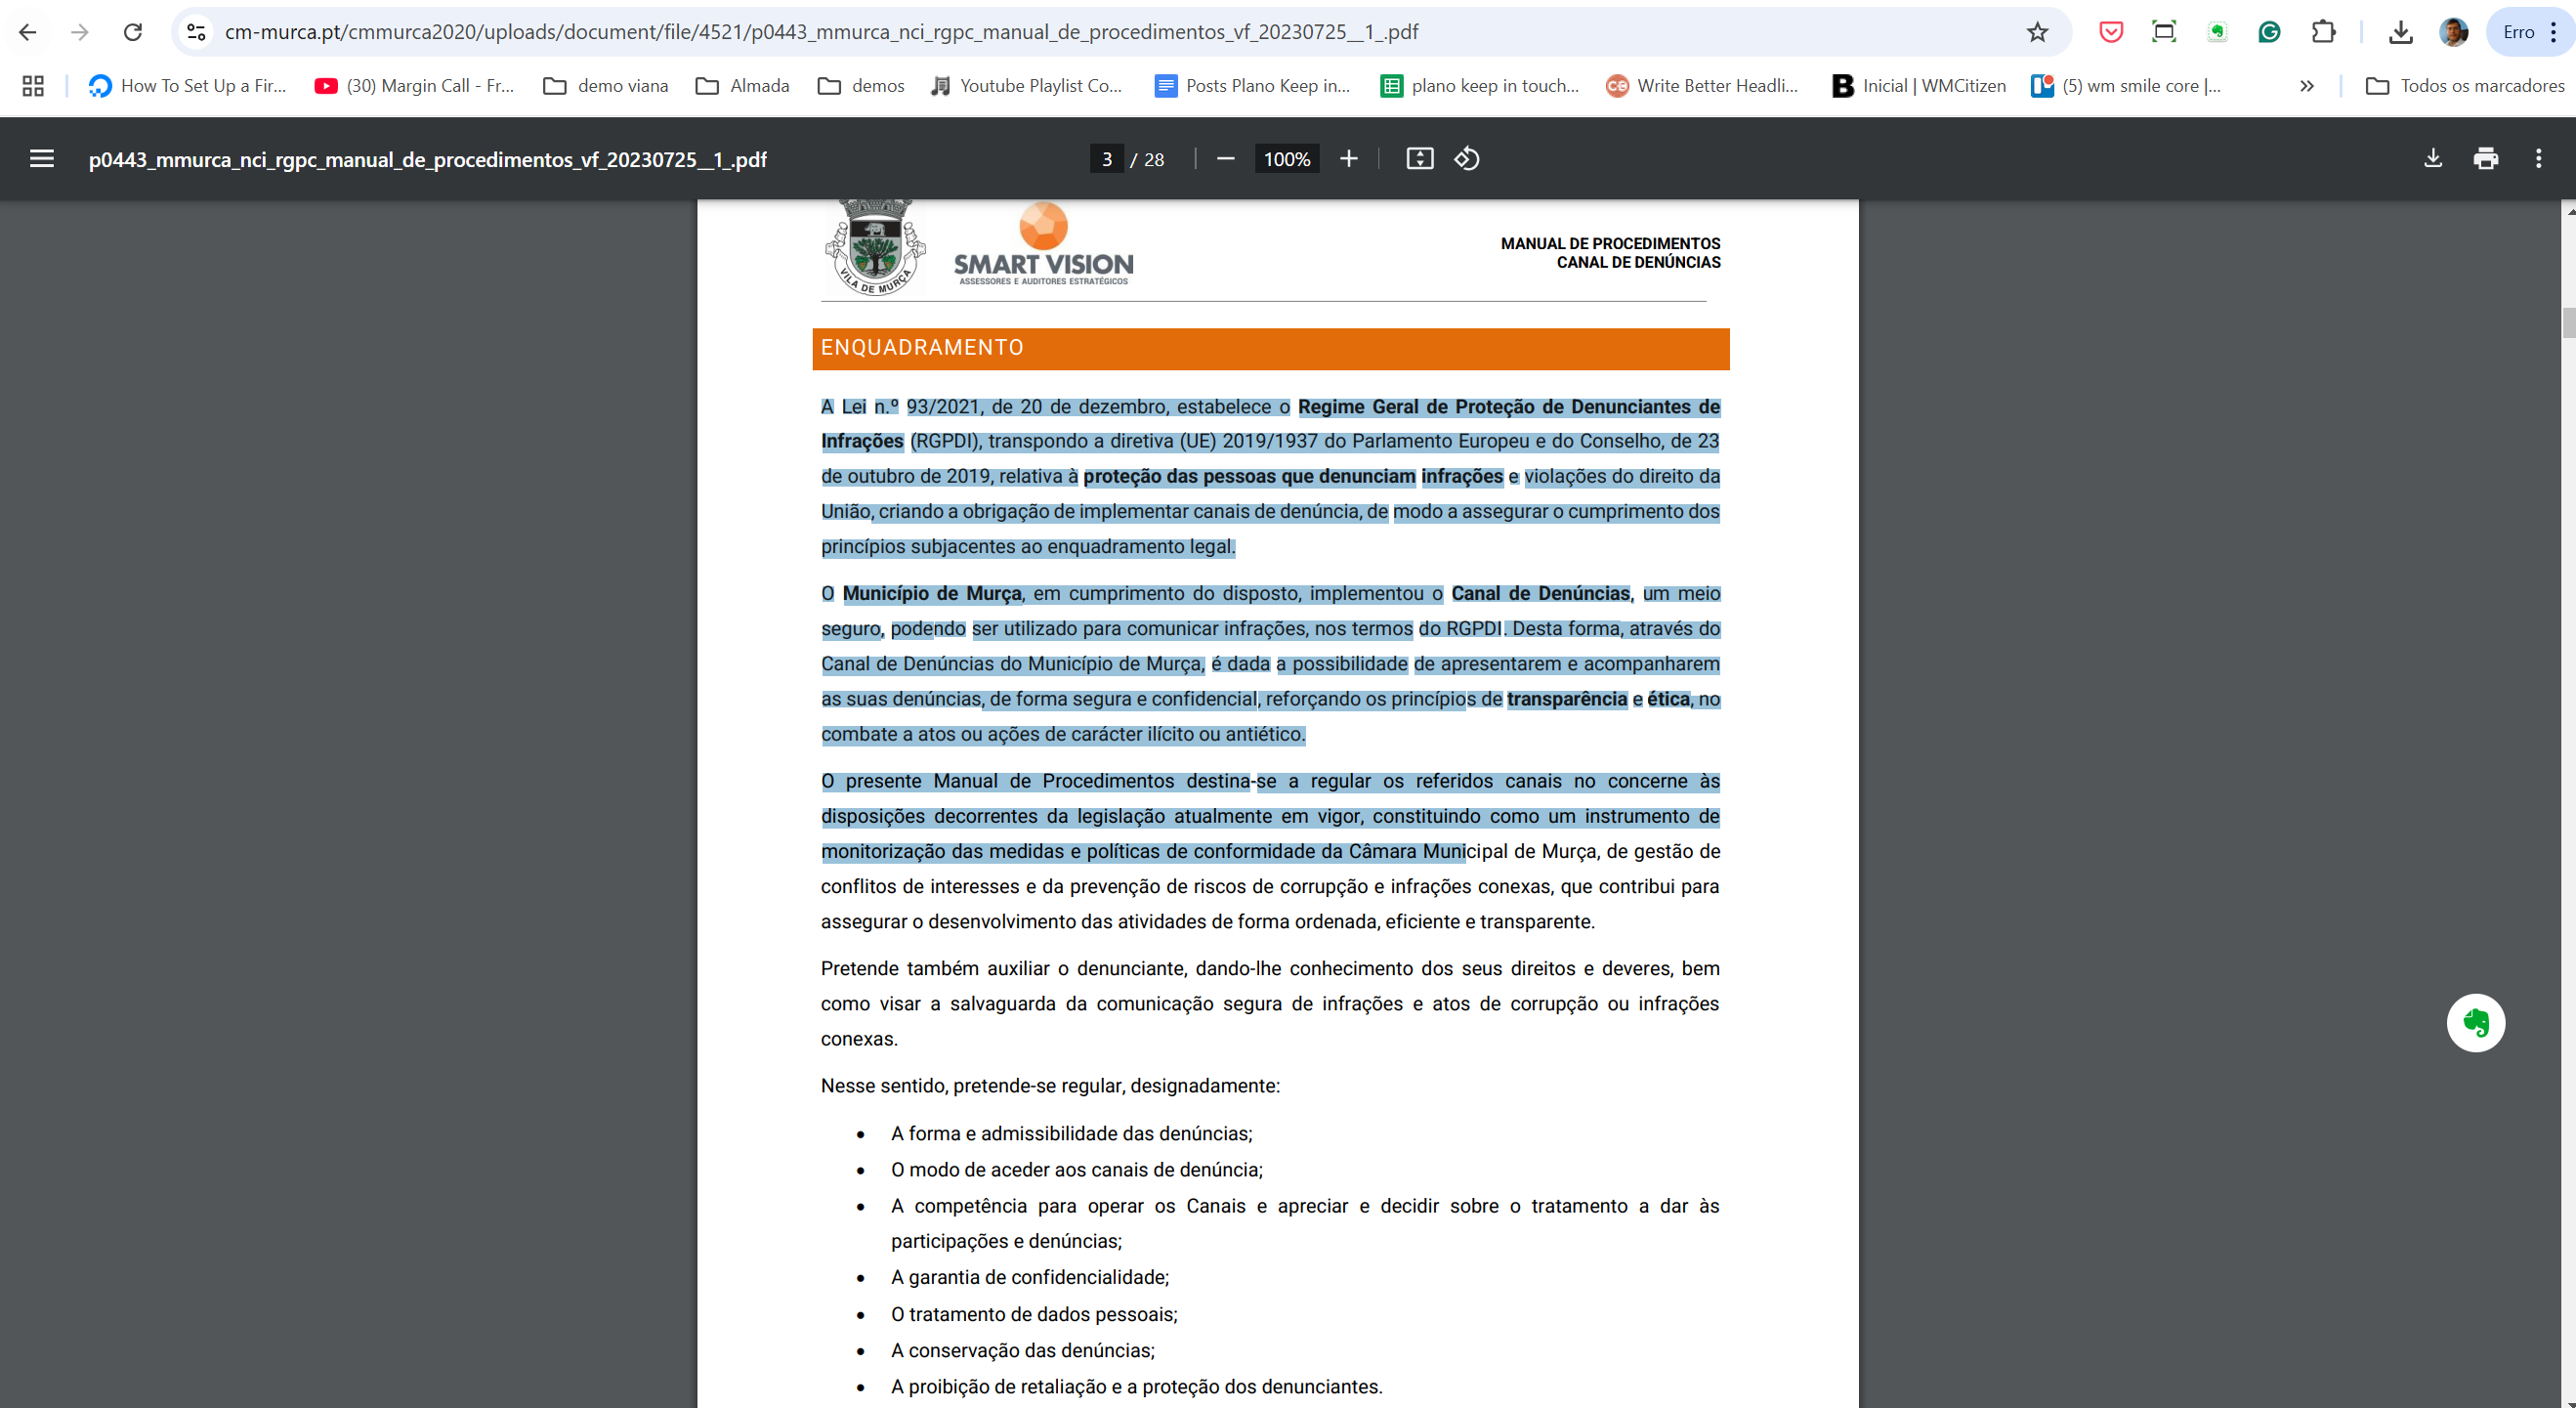 cm-murca.pt/cmmurca2020/uploads/document/file/4521/p0443_mmurca_nci_rgpc_manual_de_procedimentos_vf_20230725__1_.pdf
Erro
How To Set Up a Fir...
(30) Margin Call - Fr...
demo viana
Almada
demos
Youtube Playlist Co...
Posts Plano Keep in...
plano keep in touch...
Write Better Headli...
Inicial | WMCitizen
(5) wm smile core |...
Todos os marcadores
p0443_mmurca_nci_rgpc_manual_de_procedimentos_vf_20230725__1_.pdf
3 / 28
100%
VILA DE MURÇA
SMART VISION
ASSESSORES E AUDITORES ESTRATÉGICOS
MANUAL DE PROCEDIMENTOS
CANAL DE DENÚNCIAS
ENQUADRAMENTO
A Lei n.º 93/2021, de 20 de dezembro, estabelece o Regime Geral de Proteção de Denunciantes de
Infrações (RGPDI), transpondo a diretiva (UE) 2019/1937 do Parlamento Europeu e do Conselho, de 23
de outubro de 2019, relativa à proteção das pessoas que denunciam infrações e violações do direito da
União, criando a obrigação de implementar canais de denúncia, de modo a assegurar o cumprimento dos
princípios subjacentes ao enquadramento legal.
O Município de Murça, em cumprimento do disposto, implementou o Canal de Denúncias, um meio
seguro, podendo ser utilizado para comunicar infrações, nos termos do RGPDI. Desta forma, através do
Canal de Denúncias do Município de Murça, é dada a possibilidade de apresentarem e acompanharem
as suas denúncias, de forma segura e confidencial, reforçando os princípios de transparência e ética, no
combate a atos ou ações de carácter ilícito ou antiético.
O presente Manual de Procedimentos destina-se a regular os referidos canais no concerne às
disposições decorrentes da legislação atualmente em vigor, constituindo como um instrumento de
monitorização das medidas e políticas de conformidade da Câmara Municipal de Murça, de gestão de
conflitos de interesses e da prevenção de riscos de corrupção e infrações conexas, que contribui para
assegurar o desenvolvimento das atividades de forma ordenada, eficiente e transparente.
Pretende também auxiliar o denunciante, dando-lhe conhecimento dos seus direitos e deveres, bem
como visar a salvaguarda da comunicação segura de infrações e atos de corrupção ou infrações
conexas.
Nesse sentido, pretende-se regular, designadamente:
• A forma e admissibilidade das denúncias;
• O modo de aceder aos canais de denúncia;
• A competência para operar os Canais e apreciar e decidir sobre o tratamento a dar às
participações e denúncias;
• A garantia de confidencialidade;
• O tratamento de dados pessoais;
• A conservação das denúncias;
• A proibição de retaliação e a proteção dos denunciantes.